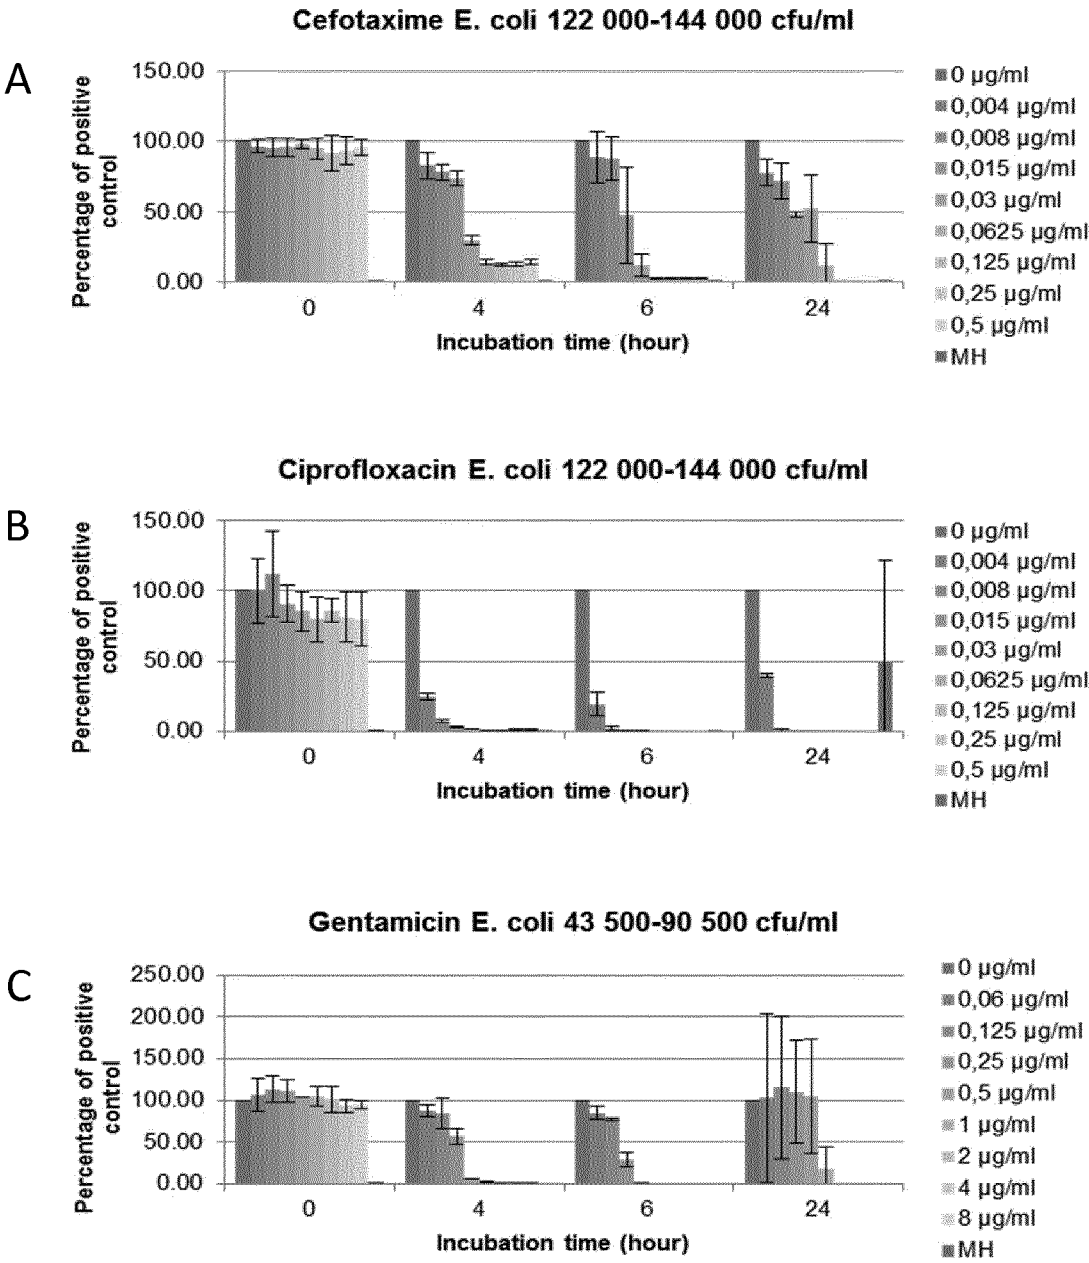 Cefotaxime E. coli 122 000-144 000 cfu/ml
A
Percentage of positive
control
150.00
100.00
50.00
0.00
0
4
6
24
Incubation time (hour)
0 µg/ml
0,004 µg/ml
0,008 µg/ml
0,015 µg/ml
0,03 µg/ml
0,0625 µg/ml
0,125 µg/ml
0,25 µg/ml
0,5 µg/ml
MH
Ciprofloxacin E. coli 122 000-144 000 cfu/ml
B
Percentage of positive
control
150.00
100.00
50.00
0.00
0
4
6
24
Incubation time (hour)
0 µg/ml
0,004 µg/ml
0,008 µg/ml
0,015 µg/ml
0,03 µg/ml
0,0625 µg/ml
0,125 µg/ml
0,25 µg/ml
0,5 µg/ml
MH
Gentamicin E. coli 43 500-90 500 cfu/ml
C
Percentage of positive
control
250.00
200.00
150.00
100.00
50.00
0.00
0
4
6
24
Incubation time (hour)
0 µg/ml
0,06 µg/ml
0,125 µg/ml
0,25 µg/ml
0,5 µg/ml
1 µg/ml
2 µg/ml
4 µg/ml
8 µg/ml
MH